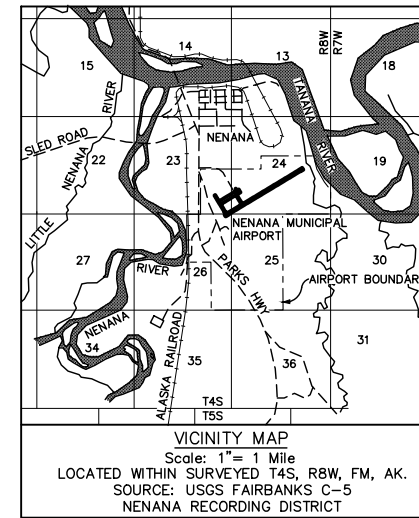 14
13
R8W
R7W
15
18
RIVER
TANANA
RIVER
SLED ROAD
NENANA
22
NENANA
23
24
19
LITTLE
NENANA MUNICIPAL
AIRPORT
27
RIVER
26
25
30
PARKS HWY
AIRPORT BOUNDAR
NENANA
34
ALASKA RAILROAD
35
36
31
T4S
T5S
VICINITY MAP
Scale: 1"= 1 Mile
LOCATED WITHIN SURVEYED T4S, R8W, FM, AK.
SOURCE: USGS FAIRBANKS C-5
NENANA RECORDING DISTRICT